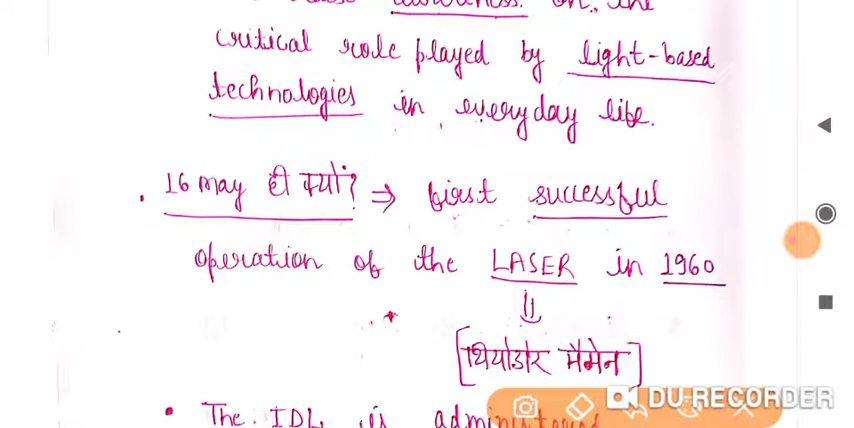 critical role played by light-based
technologies in everyday life.
• 16 may ही क्यों? ⇒ first successful
operation of the LASER in 1960
⇓
[थियोडोर मैमेन]
• The IDL is administered
DU RECORDER